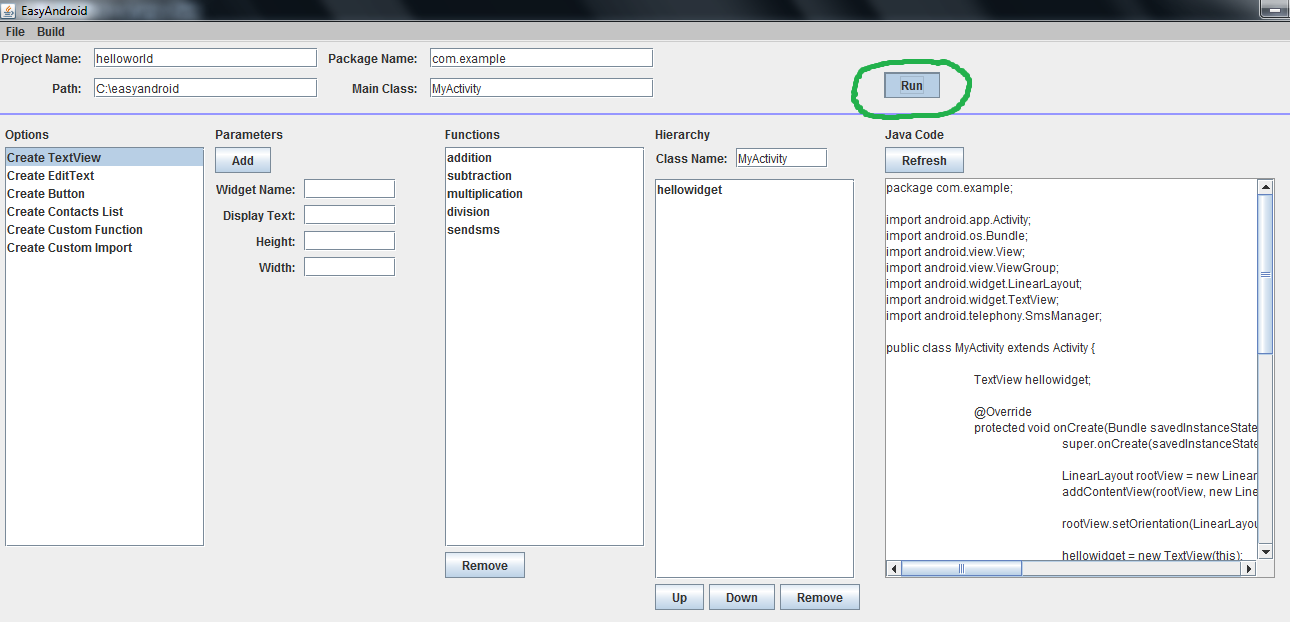 EasyAndroid
File Build
Project Name: helloworld Package Name: com.example
Path: C:\easyandroid Main Class: MyActivity
Run
Options
Create TextView
Create EditText
Create Button
Create Contacts List
Create Custom Function
Create Custom Import
Parameters
Add
Widget Name:
Display Text:
Height:
Width:
Functions
addition
subtraction
multiplication
division
sendsms
Remove
Hierarchy
Class Name: MyActivity
hellowidget
Up Down Remove
Java Code
Refresh
package com.example;
import android.app.Activity;
import android.os.Bundle;
import android.view.View;
import android.view.ViewGroup;
import android.widget.LinearLayout;
import android.widget.TextView;
import android.telephony.SmsManager;
public class MyActivity extends Activity {
TextView hellowidget;
@Override
protected void onCreate(Bundle savedInstanceState
super.onCreate(savedInstanceState
LinearLayout rootView = new Linear
addContentView(rootView, new Line
rootView.setOrientation(LinearLayou
hellowidget = new TextView(this);